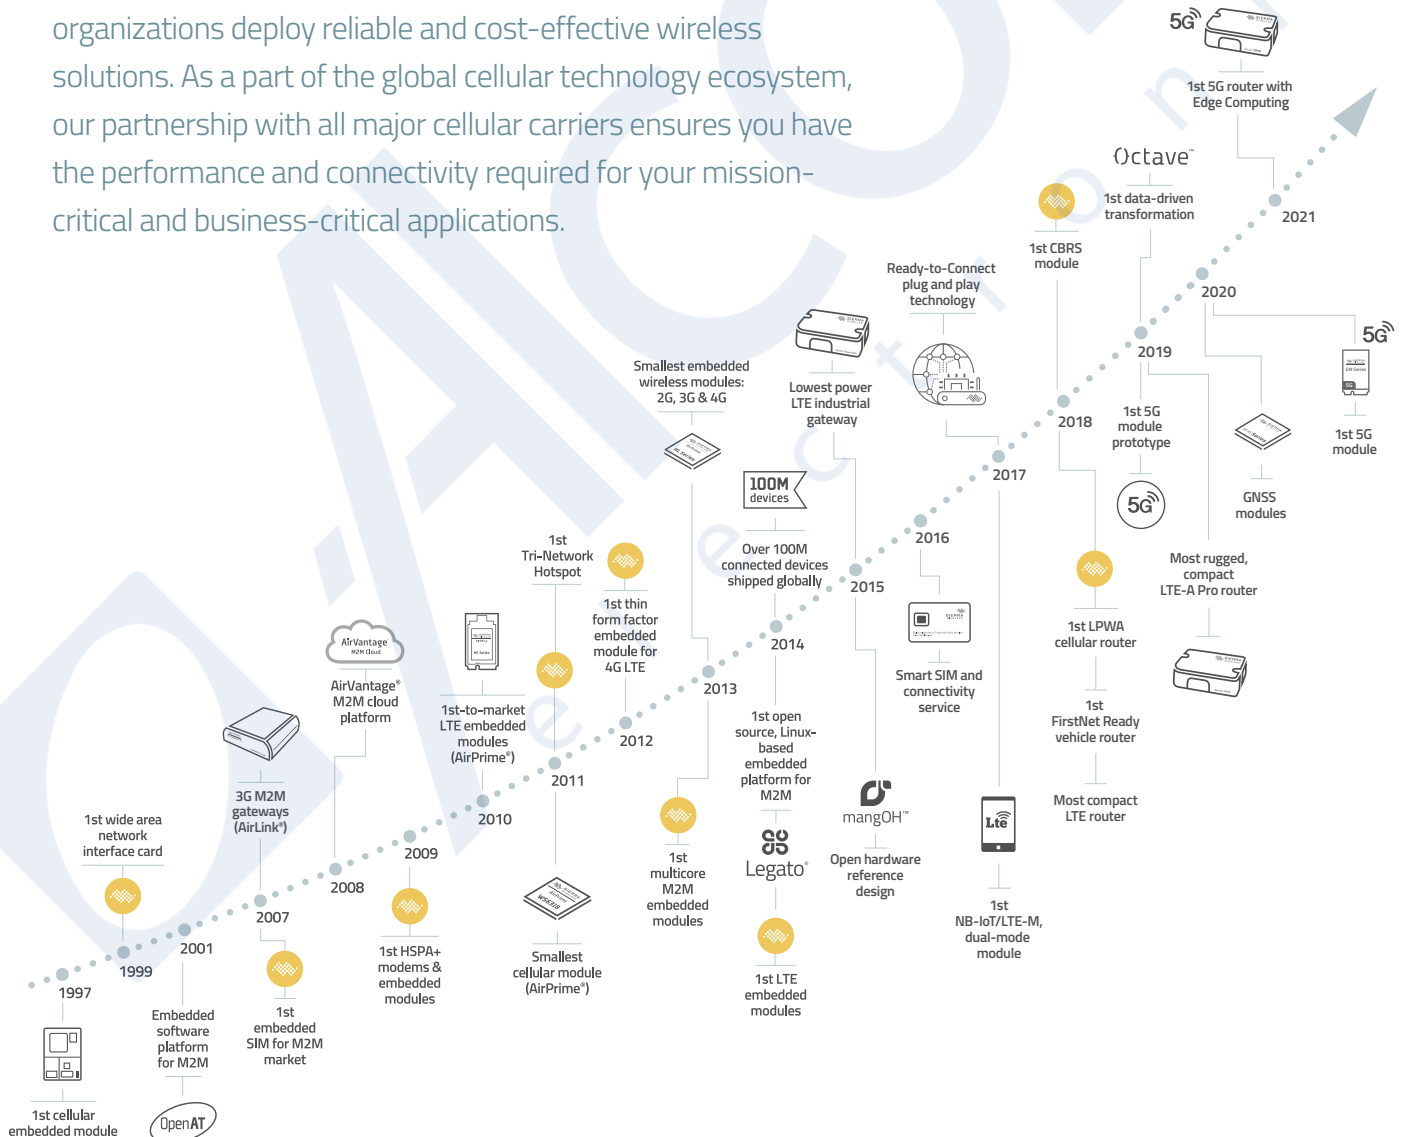 organizations deploy reliable and cost-effective wireless
solutions. As a part of the global cellular technology ecosystem,
our partnership with all major cellular carriers ensures you have
the performance and connectivity required for your mission-
critical and business-critical applications.
5G
1st 5G router with
Edge Computing
2021
Octave™
1st data-driven
transformation
1st CBRS
module
2020
5G
1st 5G
module
GNSS
modules
2019
1st 5G
module
prototype
5G
Most rugged,
compact
LTE-A Pro router
2018
1st LPWA
cellular router
1st
FirstNet Ready
vehicle router
Most compact
LTE router
Ready-to-Connect
plug and play
technology
2017
Lte
1st
NB-IoT/LTE-M,
dual-mode
module
2016
Smart SIM and
connectivity
service
Lowest power
LTE industrial
gateway
2015
mangOH™
Open hardware
reference
design
100M
devices
Over 100M
connected devices
shipped globally
2014
1st open
source, Linux-
based
embedded
platform for
M2M
Legato®
1st LTE
embedded
modules
Smallest embedded
wireless modules:
2G, 3G & 4G
2013
1st
multicore
M2M
embedded
modules
1st thin
form factor
embedded
module for
4G LTE
2012
1st
Tri-Network
Hotspot
2011
AirPrime
WS6318
Smallest
cellular module
(AirPrime®)
1st-to-market
LTE embedded
modules
(AirPrime®)
2010
2009
1st HSPA+
modems &
embedded
modules
AirVantage
M2M Cloud
AirVantage®
M2M cloud
platform
2008
3G M2M
gateways
(AirLink®)
2007
1st
embedded
SIM for M2M
market
2001
Embedded
software
platform
for M2M
OpenAT
1st wide area
network
interface card
1999
1997
1st cellular
embedded module